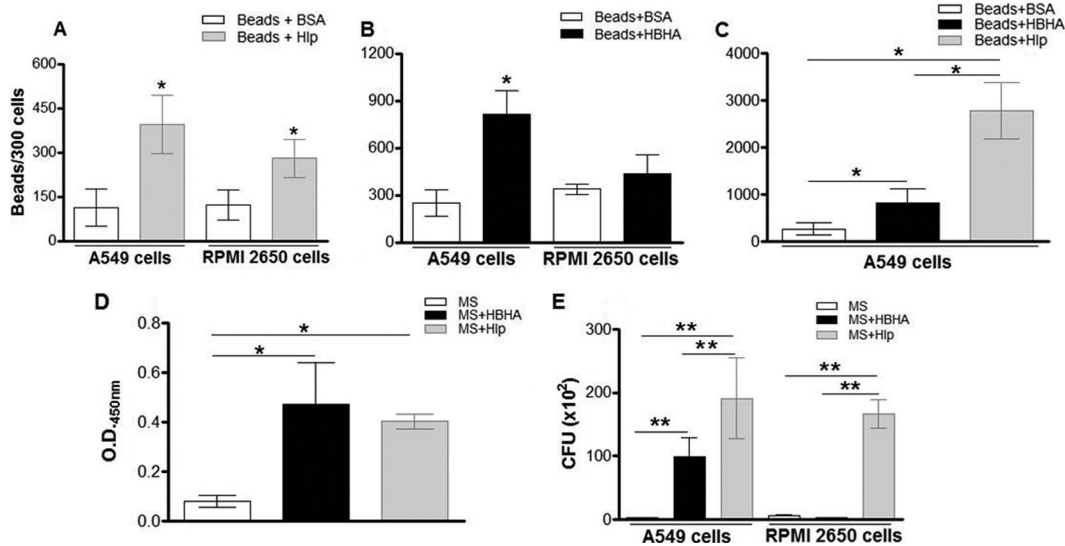 A
Beads + BSA
Beads + Hlp
Beads/300 cells
600
450
300
150
0
*
*
A549 cells
RPMI 2650 cells
B
Beads+BSA
Beads+HBHA
1200
900
600
300
0
*
A549 cells
RPMI 2650 cells
C
Beads+BSA
Beads+HBHA
Beads+Hlp
4000
3000
2000
1000
0
*
*
*
A549 cells
D
MS
MS+HBHA
MS+Hlp
O.D.450nm
0.8
0.6
0.4
0.2
0.0
*
*
E
MS
MS+HBHA
MS+Hlp
CFU (x10²)
300
200
100
0
**
**
**
**
**
A549 cells
RPMI 2650 cells